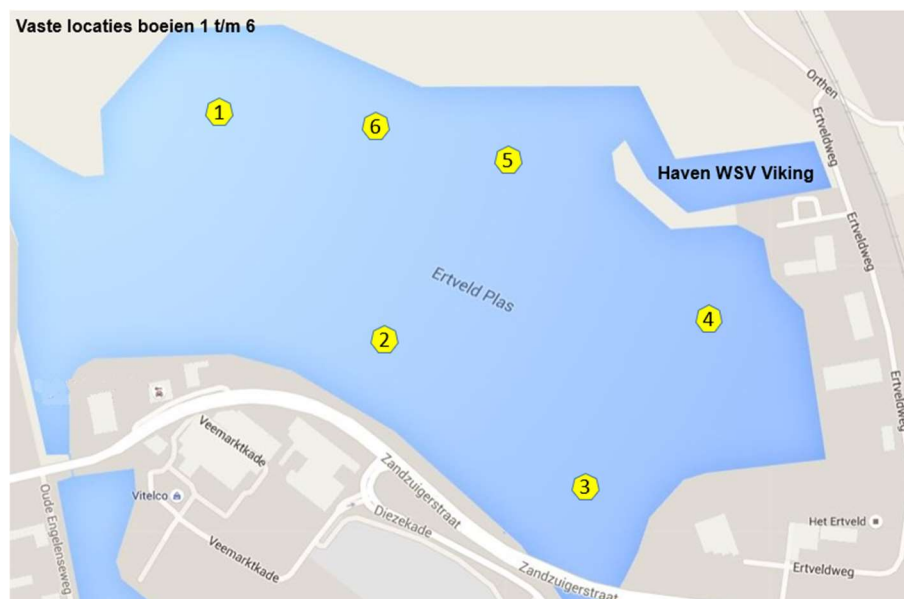 Vaste locaties boeien 1 t/m 6
Orthen
1
6
Ertveldweg
5
Haven WSV Viking
Ertveldweg
Ertveld Plas
4
2
Ertveldweg
Veemarktkade
Zandzuigerstraat
3
Vitelco
Oude Engelenseweg
Diezekade
Het Ertveld
Veemarktkade
Zandzuigerstraat
Ertveldweg